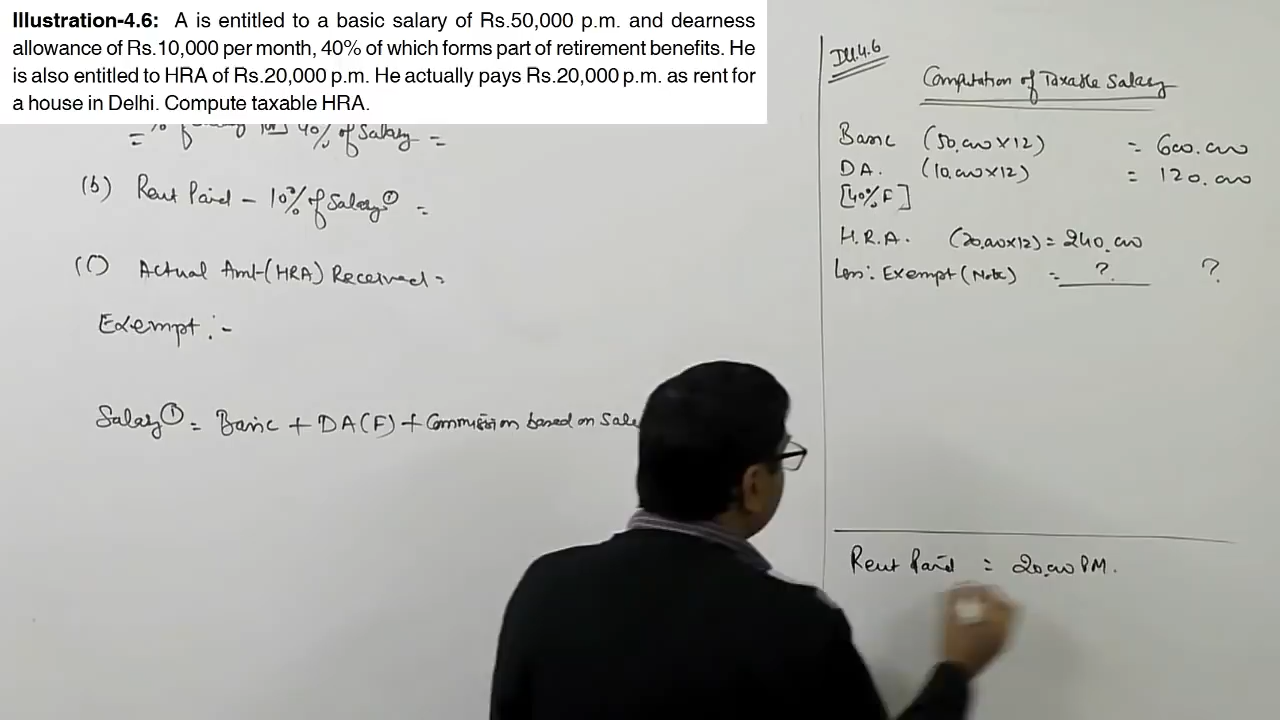 Illustration-4.6: A is entitled to a basic salary of Rs.50,000 p.m. and dearness
allowance of Rs.10,000 per month, 40% of which forms part of retirement benefits. He
is also entitled to HRA of Rs.20,000 p.m. He actually pays Rs.20,000 p.m. as rent for
a house in Delhi. Compute taxable HRA.
40% of Salary =
(b) Rent Paid - 10% of Salary① =
(c) Actual Amt (HRA) Received =
Exempt :-
Salary① = Basic + DA (F) + Commission based on Sale
Ill.4.6
Computation of Taxable Salary
Basic (50,000 x 12) = 600,000
DA. (10,000 x 12) = 120,000
[40% F]
H.R.A. (20,000 x 12) = 240,000
Less: Exempt (Note) = ? ?
Rent Paid = 20,000 PM.